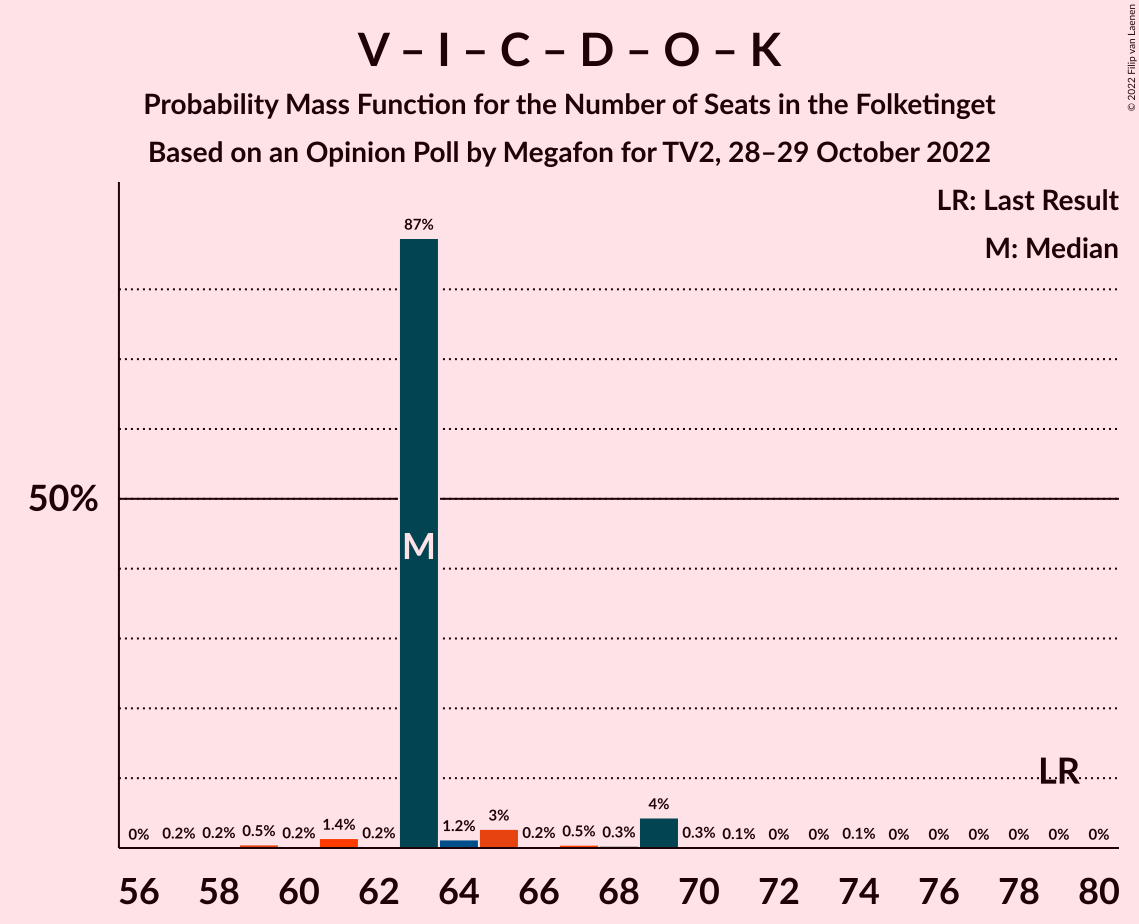 V – I – C – D – O – K
Probability Mass Function for the Number of Seats in the Folketinget
Based on an Opinion Poll by Megafon for TV2, 28–29 October 2022
© 2022 Filip van Laenen
LR: Last Result
M: Median
50%
87%
M
LR
0% 0.2% 0.2% 0.5% 0.2% 1.4% 0.2% 1.2% 3% 0.2% 0.5% 0.3% 4% 0.3% 0.1% 0% 0% 0.1% 0% 0% 0% 0% 0% 0%
56 58 60 62 64 66 68 70 72 74 76 78 80